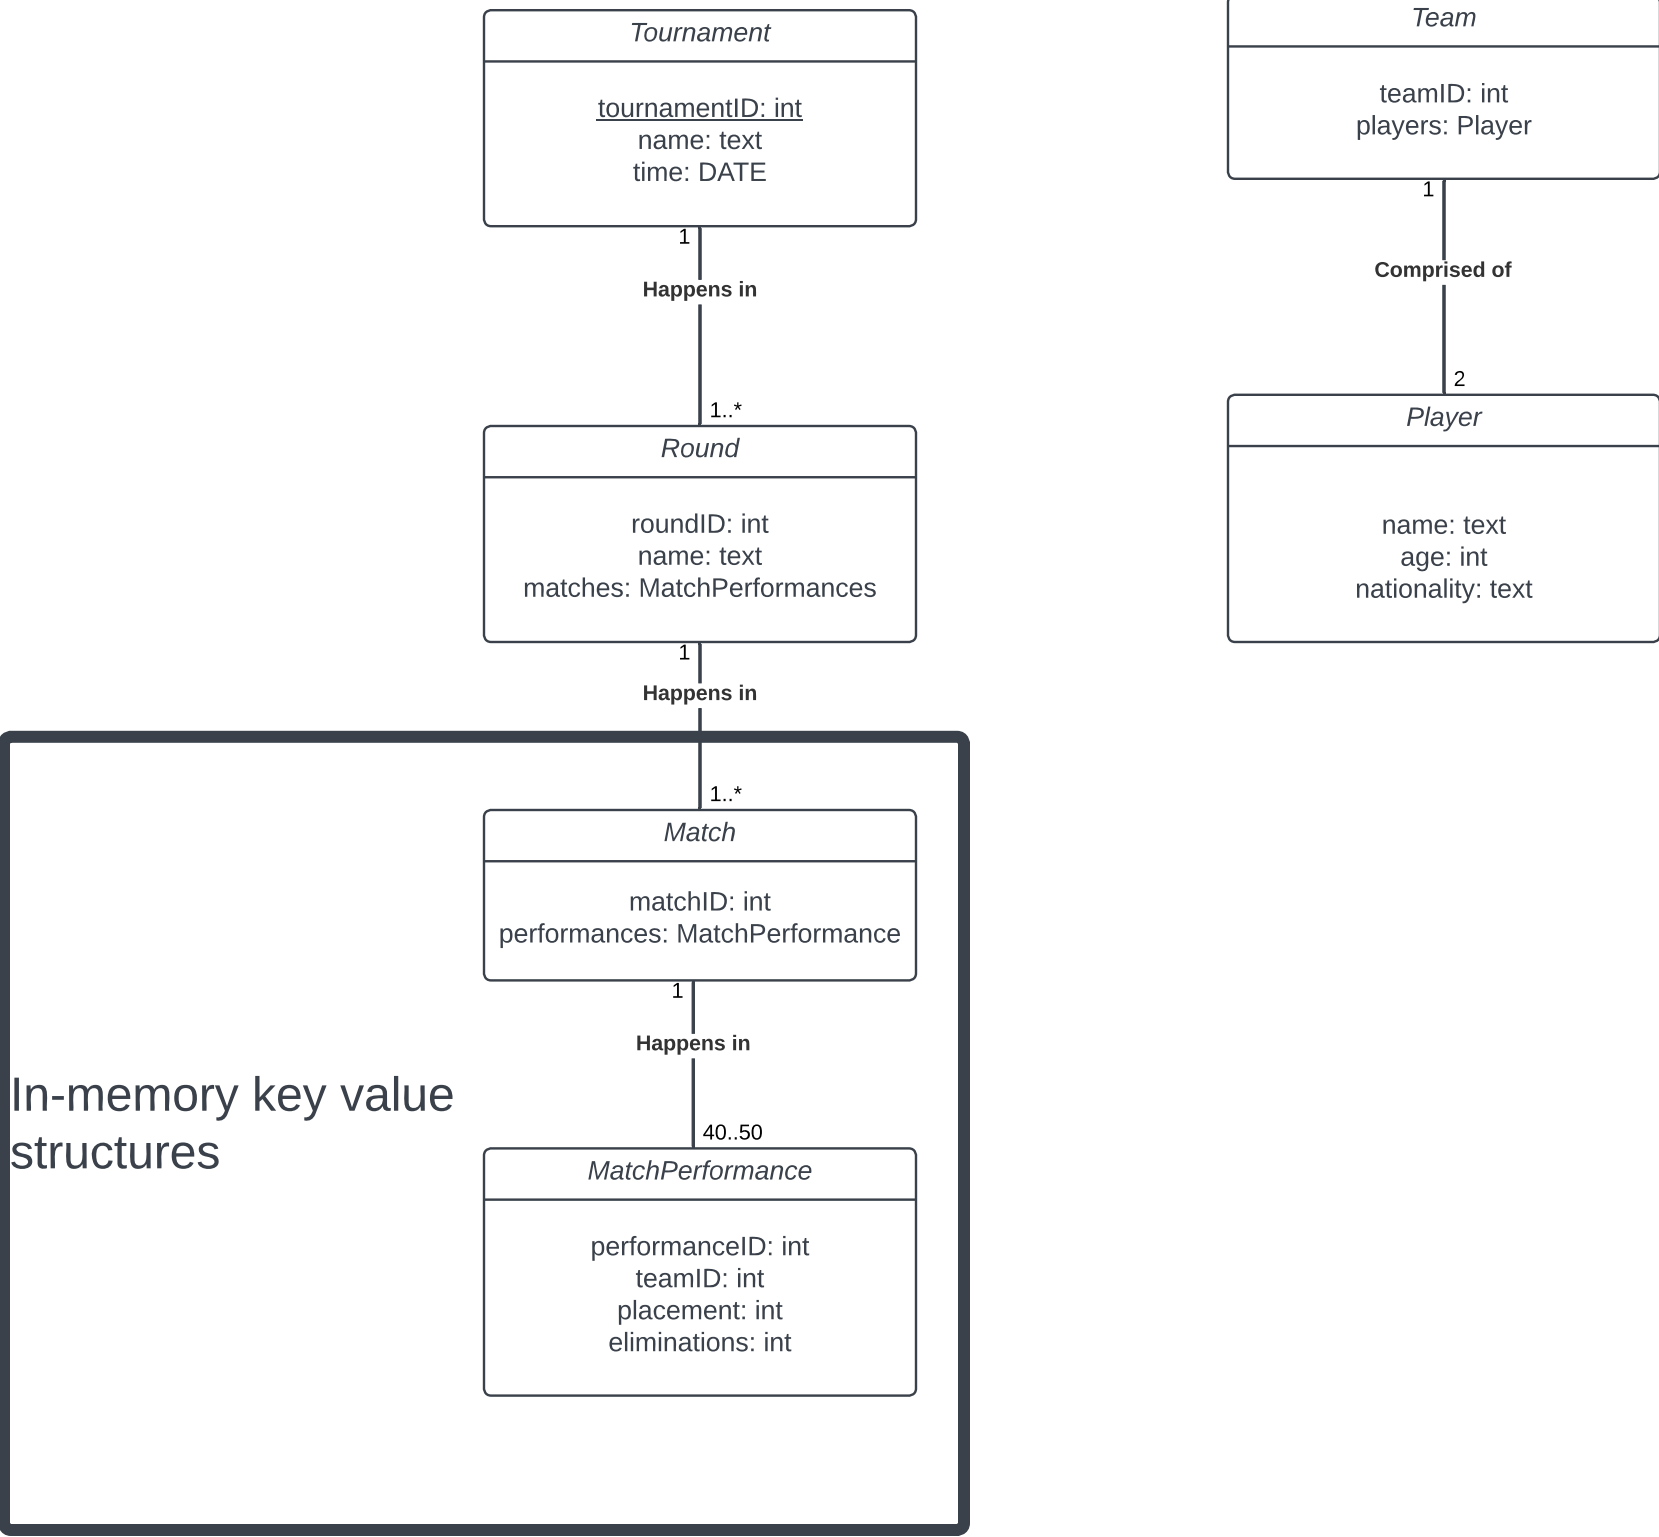 Tournament
tournamentID: int
name: text
time: DATE
1
Happens in
1..*
Round
roundID: int
name: text
matches: MatchPerformances
1
Happens in
1..*
Match
matchID: int
performances: MatchPerformance
1
Happens in
40..50
MatchPerformance
performanceID: int
teamID: int
placement: int
eliminations: int
In-memory key value
structures
Team
teamID: int
players: Player
1
Comprised of
2
Player
name: text
age: int
nationality: text